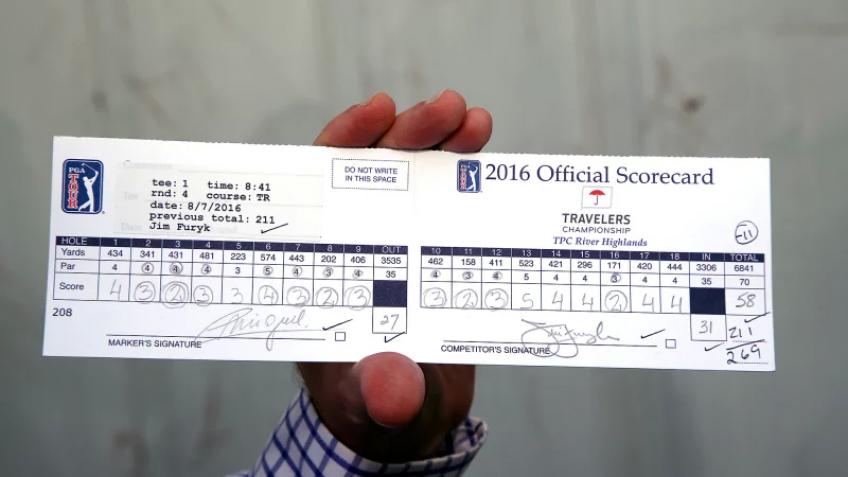 PGA TOUR
tee: 1 time: 8:41
rnd: 4 course: TR
date: 8/7/2016
previous total: 211
Jim Furyk
DO NOT WRITE
IN THIS SPACE
HOLE 1 2 3 4 5 6 7 8 9 OUT
Yards 434 341 431 481 223 574 443 202 406 3535
Par 4 4 4 4 3 5 4 3 4 35
Score 4 3 2 3 3 4 3 2 3
27
208
MARKER'S SIGNATURE
PGA TOUR
2016 Official Scorecard
TRAVELERS
CHAMPIONSHIP
TPC River Highlands
-11
10 11 12 13 14 15 16 17 18 IN TOTAL
462 158 411 523 421 296 171 420 444 3306 6841
4 3 4 5 4 4 3 4 4 35 70
3 2 3 5 4 4 2 4 4 58
31 211
269
COMPETITOR'S SIGNATURE